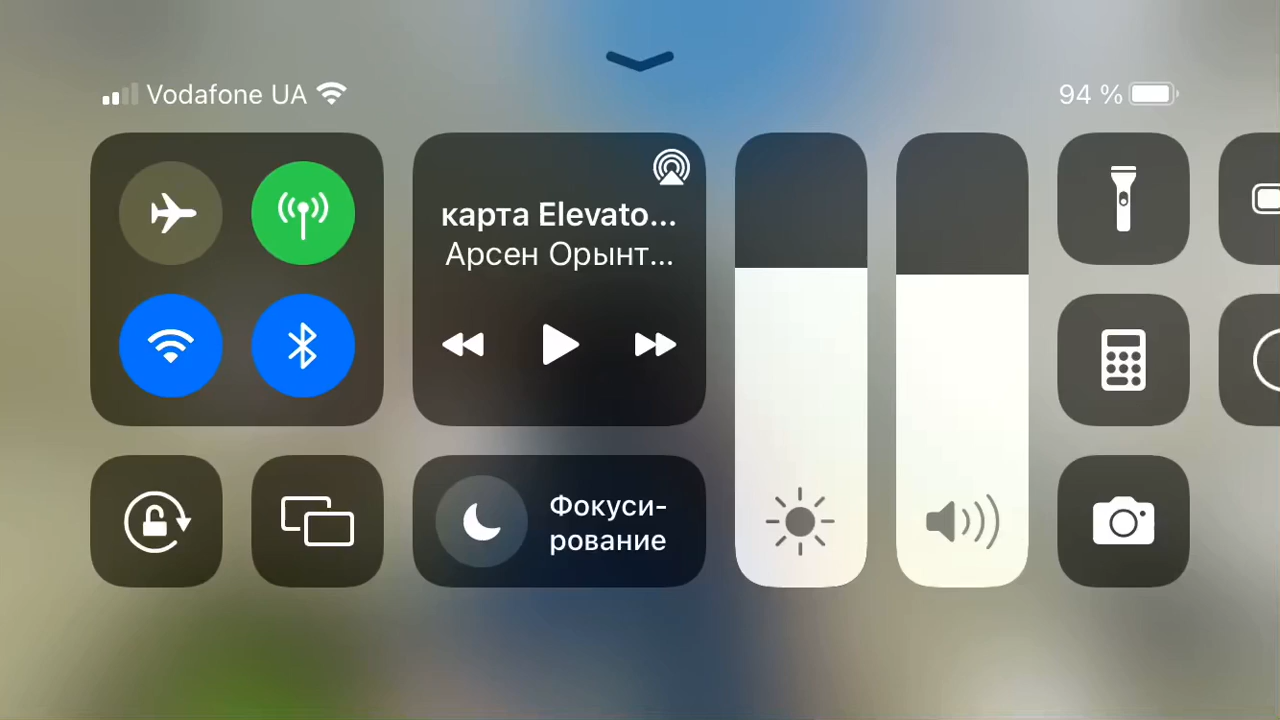 Vodafone UA
94 %
карта Elevato...
Арсен Орынт...
Фокуси-
рование